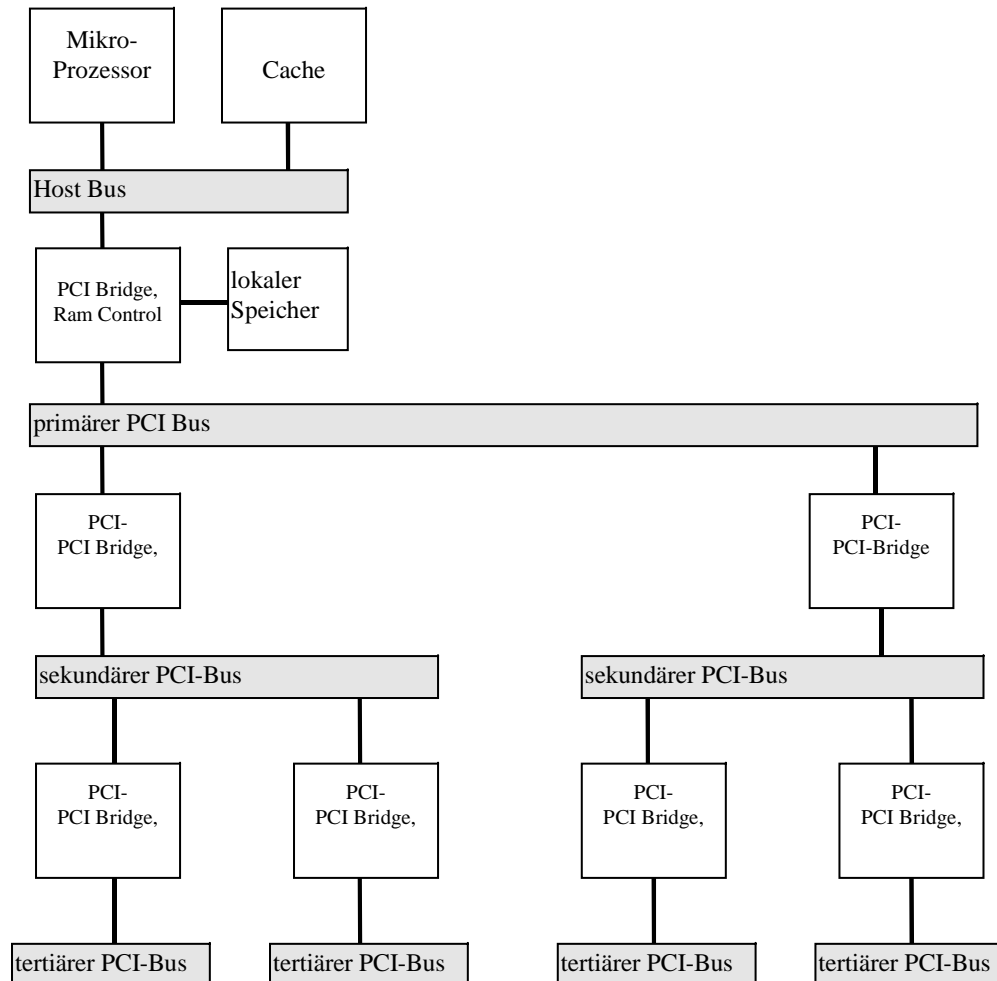 Mikro-
Prozessor
Cache
Host Bus
PCI Bridge,
Ram Control
lokaler
Speicher
primärer PCI Bus
PCI-
PCI Bridge,
PCI-
PCI-Bridge
sekundärer PCI-Bus
sekundärer PCI-Bus
PCI-
PCI Bridge,
PCI-
PCI Bridge,
PCI-
PCI Bridge,
PCI-
PCI Bridge,
tertiärer PCI-Bus
tertiärer PCI-Bus
tertiärer PCI-Bus
tertiärer PCI-Bus